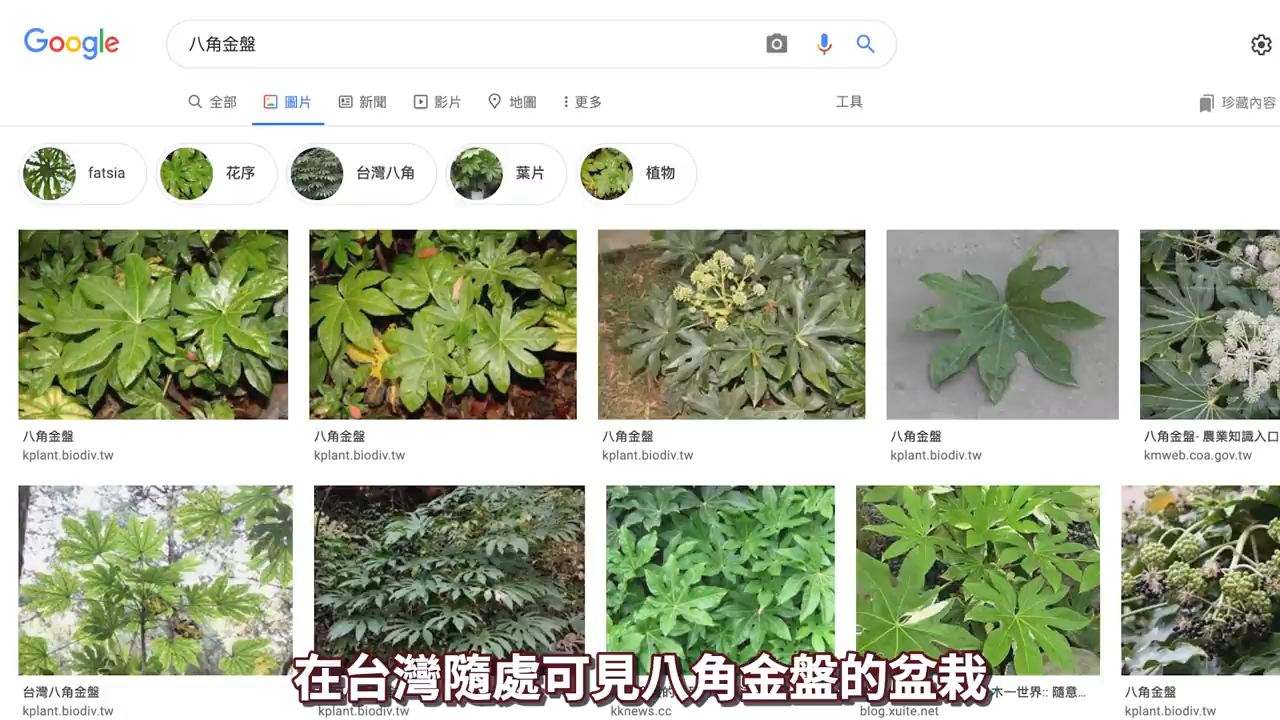 Google
八角金盤
全部
圖片
新聞
影片
地圖
更多
工具
珍藏內容
fatsia
花序
台灣八角
葉片
植物
八角金盤
kplant.biodiv.tw
八角金盤
kplant.biodiv.tw
八角金盤
kplant.biodiv.tw
八角金盤
kplant.biodiv.tw
八角金盤- 農業知識入口
kmweb.coa.gov.tw
在台灣隨處可見八角金盤的盆栽
台灣八角金盤
kplant.biodiv.tw
kplant.biodiv.tw
kknews.cc
木一世界:: 隨意...
blog.xuite.net
八角金盤
kplant.biodiv.tw